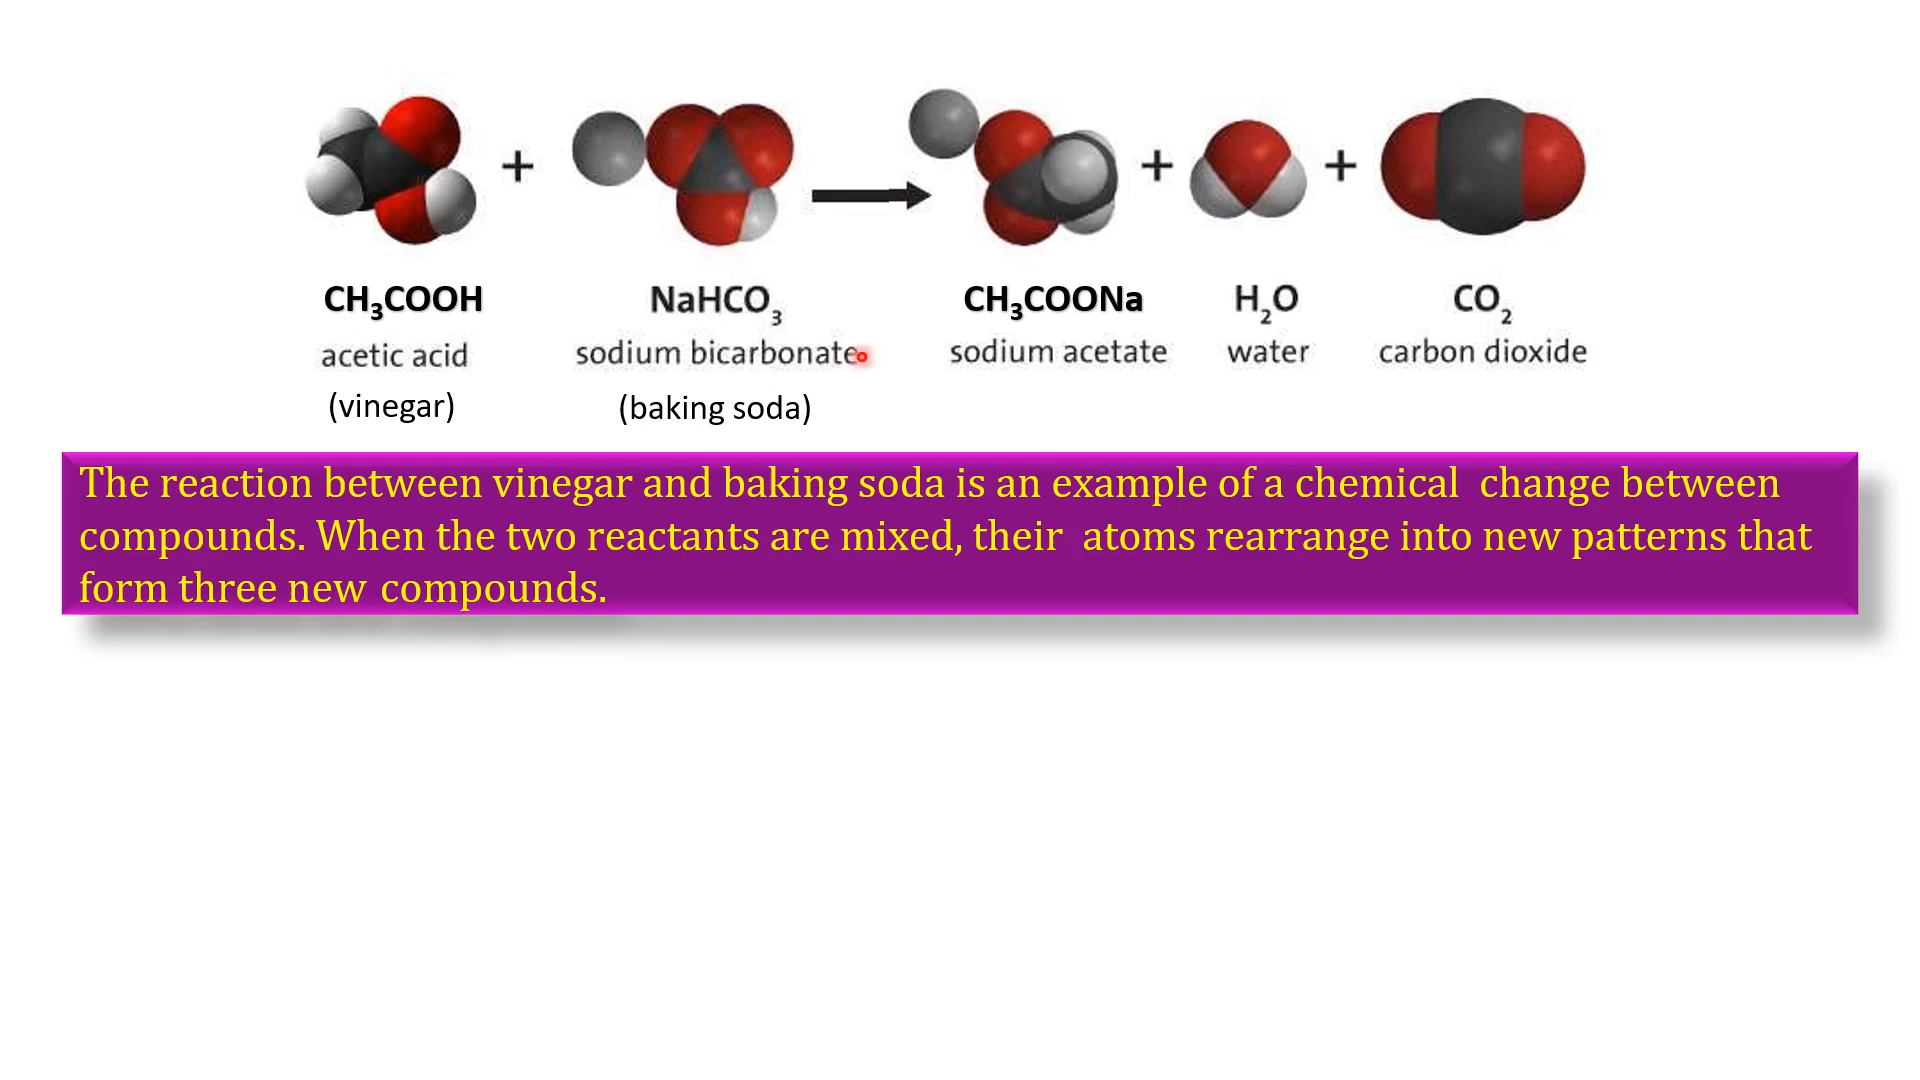 + + +
CH₃COOH NaHCO₃ CH₃COONa H₂O CO₂
acetic acid sodium bicarbonate sodium acetate water carbon dioxide
(vinegar) (baking soda)
The reaction between vinegar and baking soda is an example of a chemical change between
compounds. When the two reactants are mixed, their atoms rearrange into new patterns that
form three new compounds.